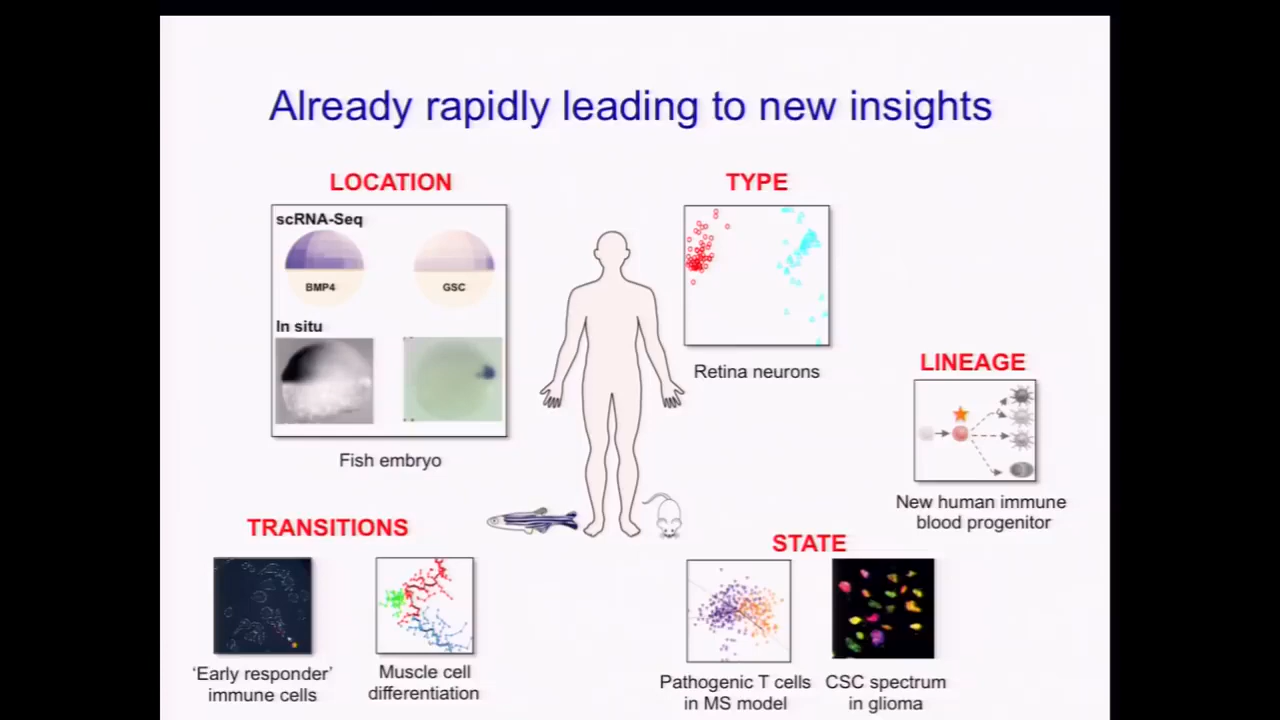 Already rapidly leading to new insights
LOCATION
scRNA-Seq
BMP4
GSC
In situ
Fish embryo
TYPE
Retina neurons
LINEAGE
New human immune
blood progenitor
TRANSITIONS
'Early responder'
immune cells
Muscle cell
differentiation
STATE
Pathogenic T cells
in MS model
CSC spectrum
in glioma